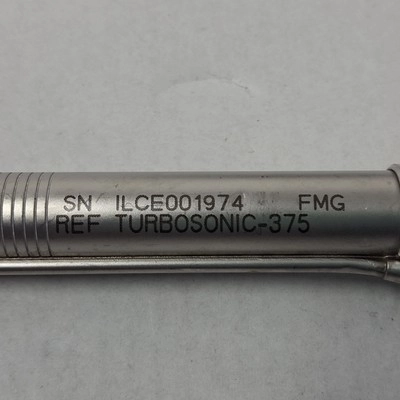 SN ILCE001974 FMG
REF TURBOSONIC-375